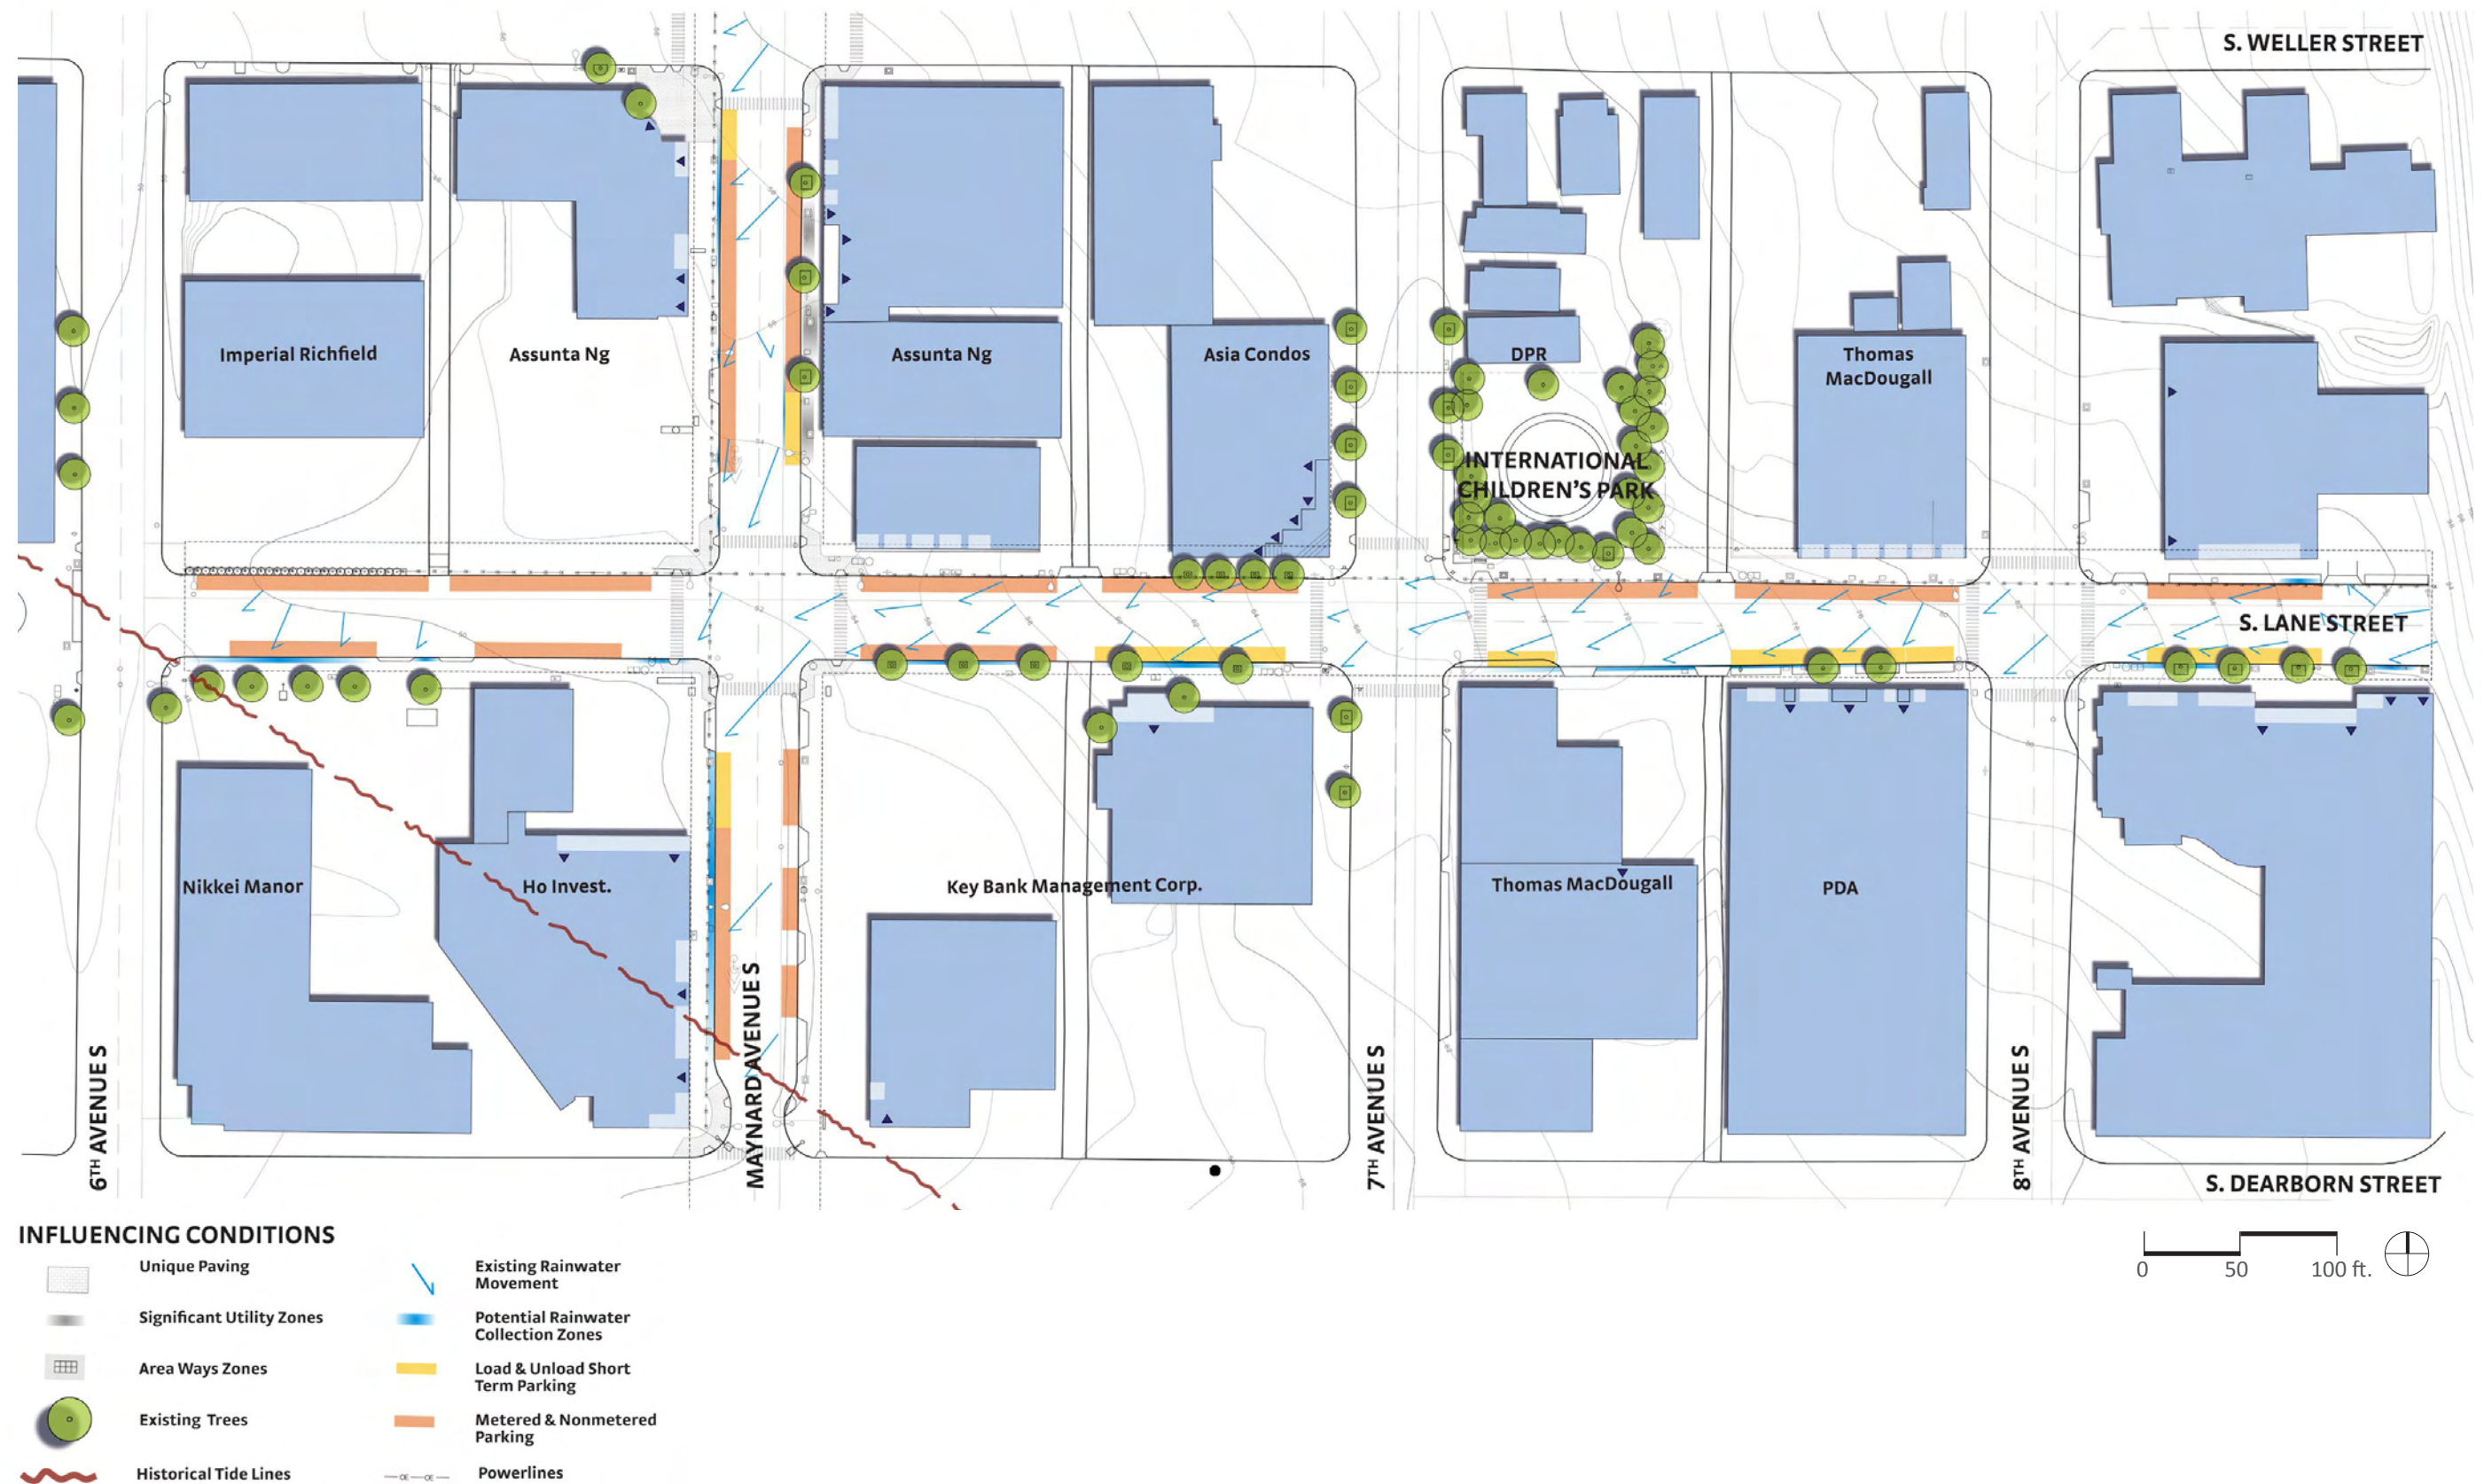 S. WELLER STREET
Imperial Richfield
Assunta Ng
Assunta Ng
Asia Condos
DPR
Thomas
MacDougall
INTERNATIONAL
CHILDREN'S PARK
S. LANE STREET
Nikkei Manor
Ho Invest.
Key Bank Management Corp.
Thomas MacDougall
PDA
6TH AVENUE S
MAYNARD AVENUE S
7TH AVENUE S
8TH AVENUE S
S. DEARBORN STREET
INFLUENCING CONDITIONS
Unique Paving
Significant Utility Zones
Area Ways Zones
Existing Trees
Historical Tide Lines
Existing Rainwater
Movement
Potential Rainwater
Collection Zones
Load & Unload Short
Term Parking
Metered & Nonmetered
Parking
Powerlines
0 50 100 ft.